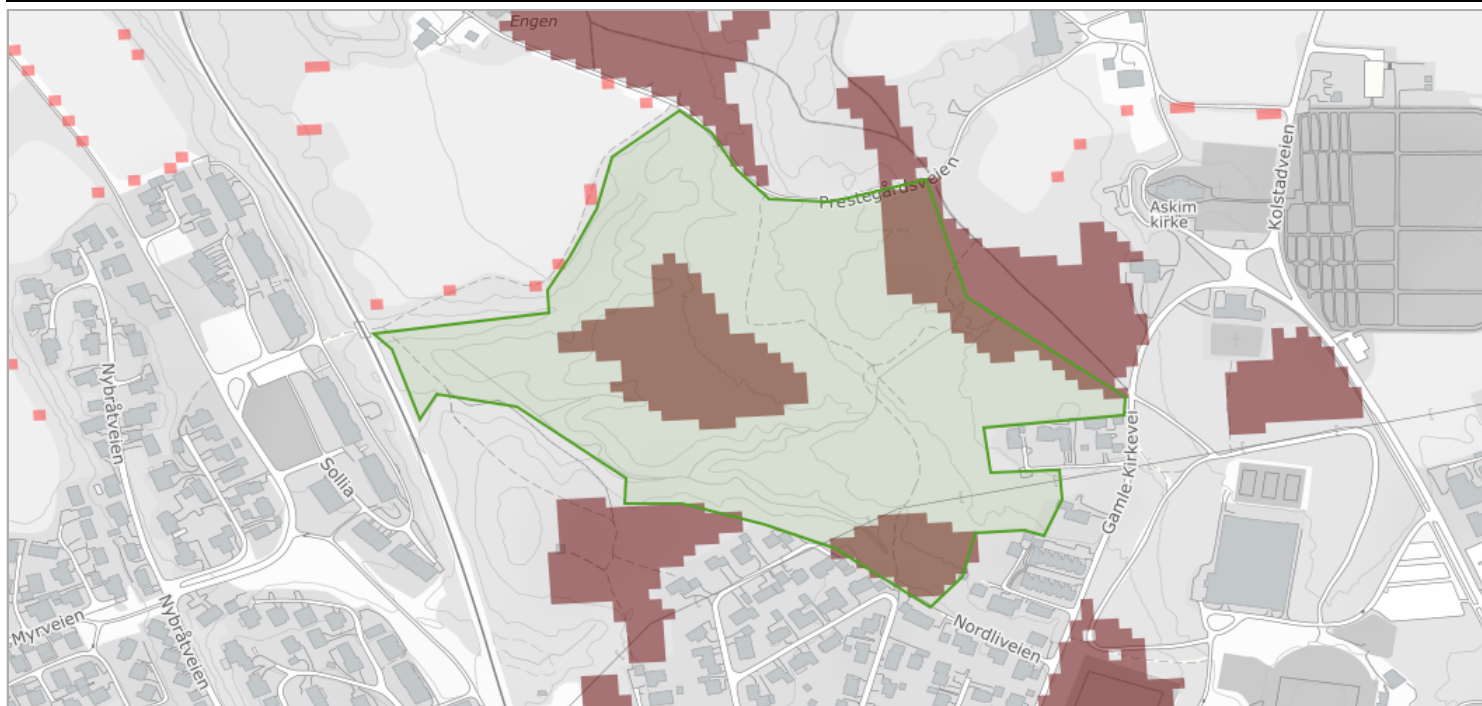 Engen
Prestegårdsveien
Kolstadveien
Askim
kirke
Nybråtveien
Sollia
Gamle Kirkevei
Nordliveien
Myrveien
Nybråtveien